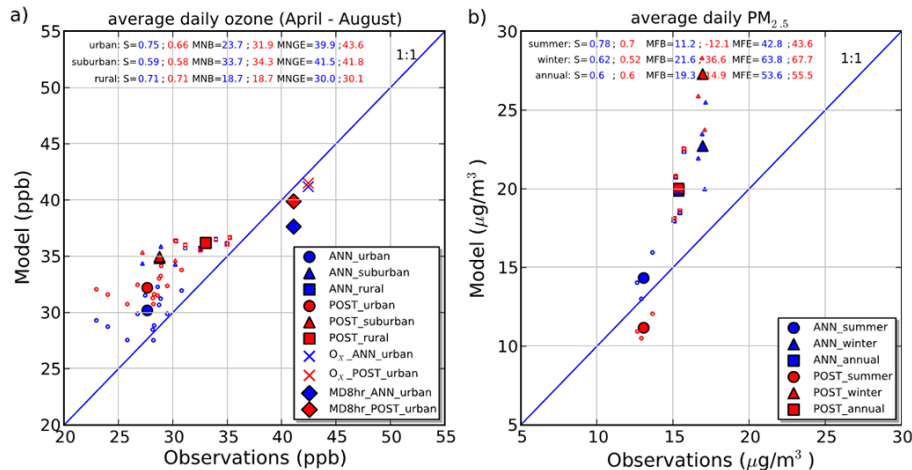 a)
average daily ozone (April - August)
urban: S=0.75 ; 0.66 MNB=23.7 ; 31.9 MNGE=39.9 ; 43.6
suburban: S=0.59 ; 0.58 MNB=33.7 ; 34.3 MNGE=41.5 ; 41.8
rural: S=0.71 ; 0.71 MNB=18.7 ; 18.7 MNGE=30.0 ; 30.1
1:1
Model (ppb)
55
50
45
40
35
30
25
20
ANN_urban
ANN_suburban
ANN_rural
POST_urban
POST_suburban
POST_rural
Oₓ_ANN_urban
Oₓ_POST_urban
MD8hr_ANN_urban
MD8hr_POST_urban
20 25 30 35 40 45 50 55
Observations (ppb)
b)
average daily PM₂.₅
summer: S=0.78 ; 0.7 MFB=11.2 ; -12.1 MFE=42.8 ; 43.6
winter: S=0.62 ; 0.52 MFB=21.6 ; 36.6 MFE=63.8 ; 67.7
annual: S=0.6 ; 0.6 MFB=19.3 ; 14.9 MFE=53.6 ; 55.5
1:1
Model (μg/m³)
30
25
20
15
10
5
ANN_summer
ANN_winter
ANN_annual
POST_summer
POST_winter
POST_annual
5 10 15 20 25 30
Observations (μg/m³)